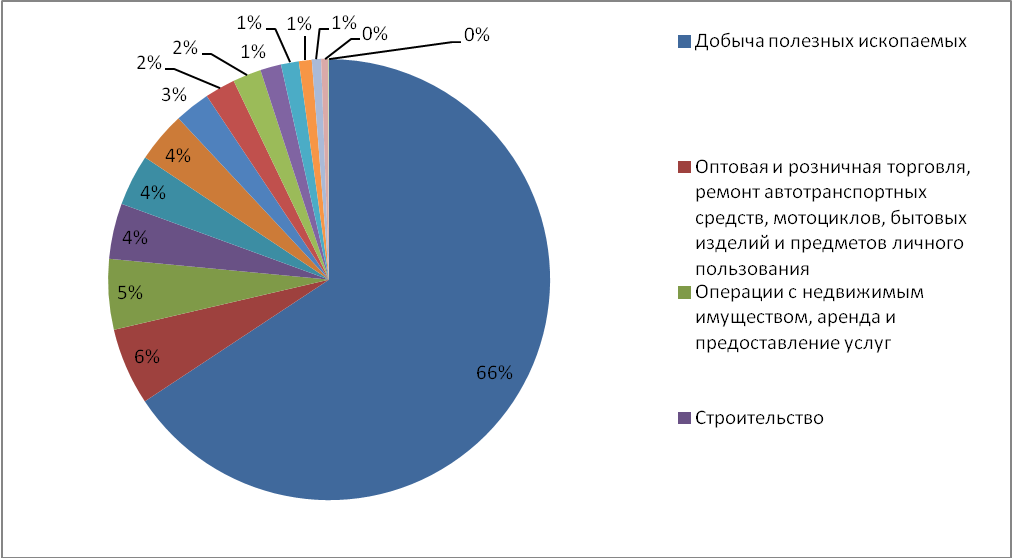 1%
1%
1%
0%
0%
2%
2%
1%
3%
4%
4%
4%
5%
6%
66%
Добыча полезных ископаемых
Оптовая и розничная торговля,
ремонт автотранспортных
средств, мотоциклов, бытовых
изделий и предметов личного
пользования
Операции с недвижимым
имуществом, аренда и
предоставление услуг
Строительство